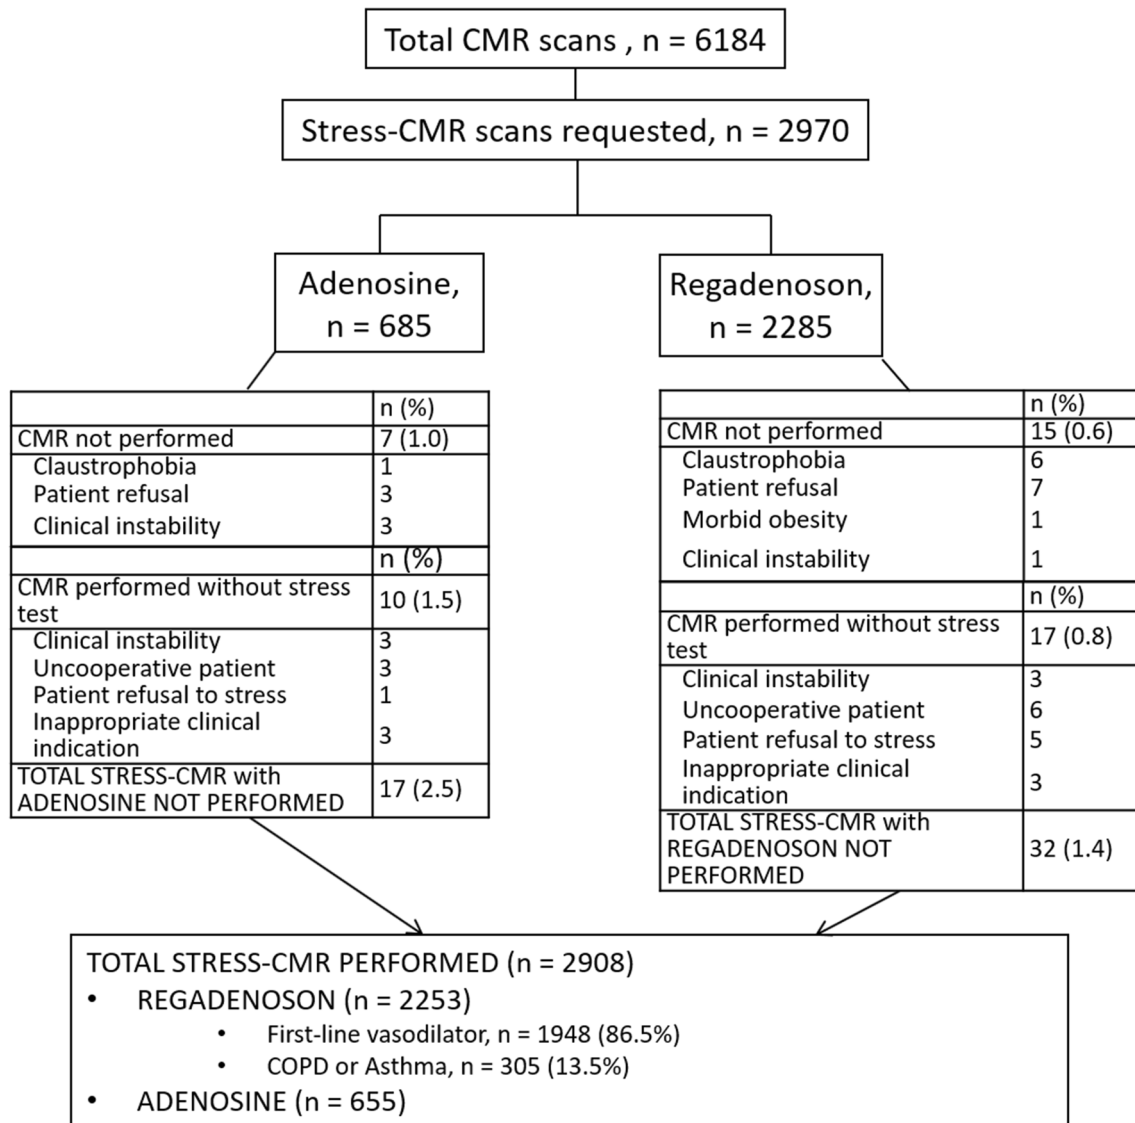 Total CMR scans , n = 6184
Stress-CMR scans requested, n = 2970
Adenosine,
n = 685
Regadenoson,
n = 2285
n (%)
CMR not performed 7 (1.0)
Claustrophobia 1
Patient refusal 3
Clinical instability 3
n (%)
CMR performed without stress
test 10 (1.5)
Clinical instability 3
Uncooperative patient 3
Patient refusal to stress 1
Inappropriate clinical
indication 3
TOTAL STRESS-CMR with
ADENOSINE NOT PERFORMED 17 (2.5)
n (%)
CMR not performed 15 (0.6)
Claustrophobia 6
Patient refusal 7
Morbid obesity 1
Clinical instability 1
n (%)
CMR performed without stress
test 17 (0.8)
Clinical instability 3
Uncooperative patient 6
Patient refusal to stress 5
Inappropriate clinical
indication 3
TOTAL STRESS-CMR with
REGADENOSON NOT 32 (1.4)
PERFORMED
TOTAL STRESS-CMR PERFORMED (n = 2908)
• REGADENOSON (n = 2253)
• First-line vasodilator, n = 1948 (86.5%)
• COPD or Asthma, n = 305 (13.5%)
• ADENOSINE (n = 655)